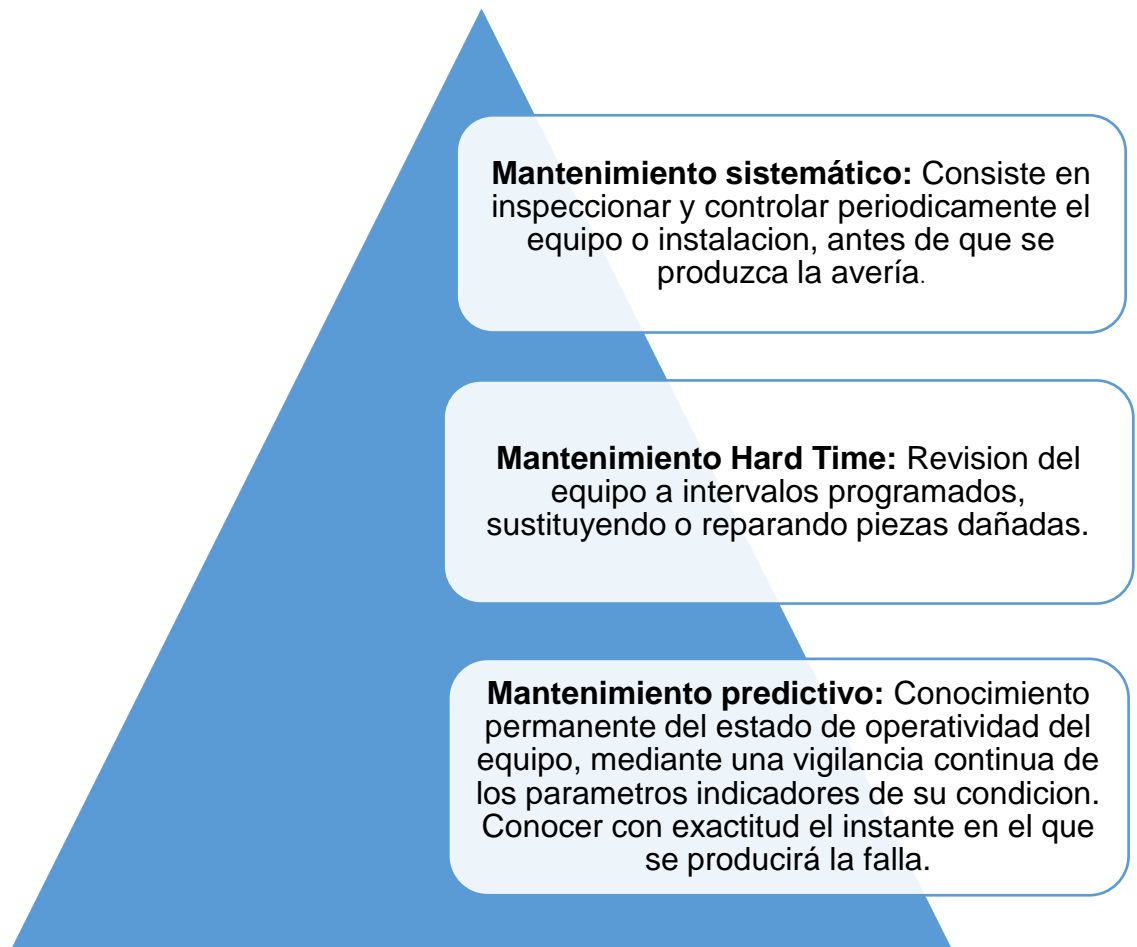 Mantenimiento sistemático: Consiste en
inspeccionar y controlar periodicamente el
equipo o instalacion, antes de que se
produzca la avería.
Mantenimiento Hard Time: Revision del
equipo a intervalos programados,
sustituyendo o reparando piezas dañadas.
Mantenimiento predictivo: Conocimiento
permanente del estado de operatividad del
equipo, mediante una vigilancia continua de
los parametros indicadores de su condicion.
Conocer con exactitud el instante en el que
se producirá la falla.